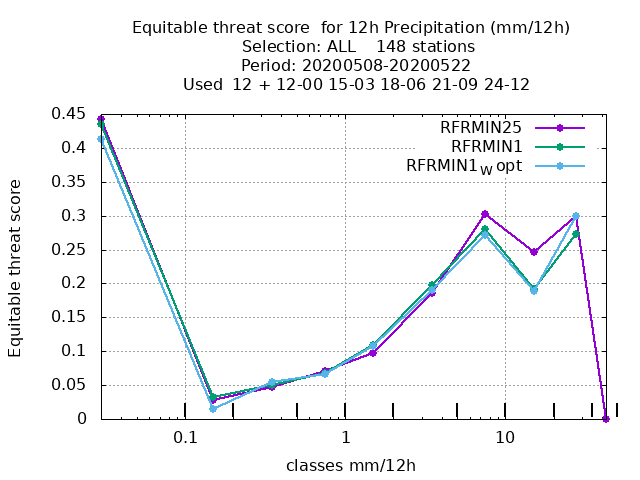 Equitable threat score  for 12h Precipitation (mm/12h)
Selection: ALL    148 stations
Period: 20200508-20200522
Used  12 + 12-00 15-03 18-06 21-09 24-12
RFRMIN25
RFRMIN1
RFRMIN1_W opt
Equitable threat score
0.45
0.4
0.35
0.3
0.25
0.2
0.15
0.1
0.05
0
0.1 1 10
classes mm/12h